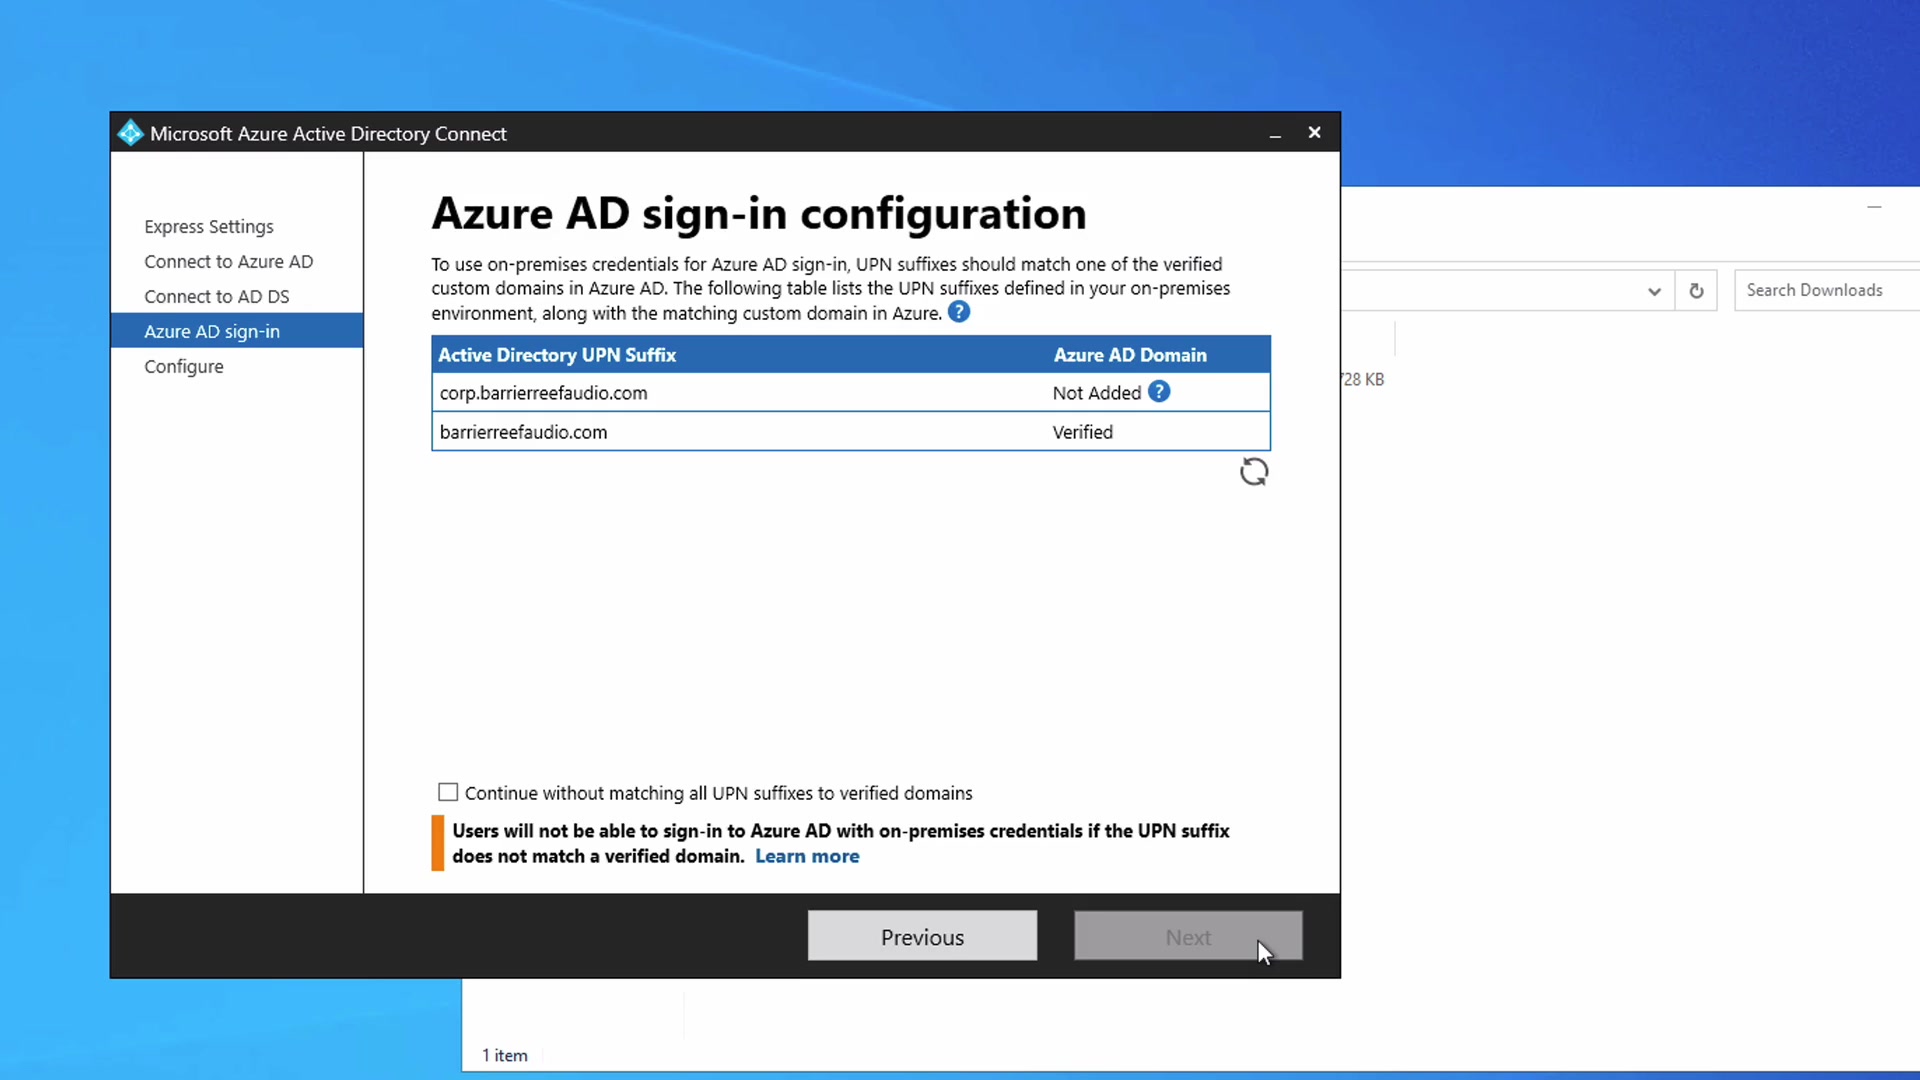 Microsoft Azure Active Directory Connect
Express Settings
Connect to Azure AD
Connect to AD DS
Azure AD sign-in
Configure
Azure AD sign-in configuration
To use on-premises credentials for Azure AD sign-in, UPN suffixes should match one of the verified
custom domains in Azure AD. The following table lists the UPN suffixes defined in your on-premises
environment, along with the matching custom domain in Azure. ?
Active Directory UPN Suffix Azure AD Domain
corp.barrierreefaudio.com Not Added ?
barrierreefaudio.com Verified
Continue without matching all UPN suffixes to verified domains
Users will not be able to sign-in to Azure AD with on-premises credentials if the UPN suffix
does not match a verified domain. Learn more
Previous Next
Search Downloads
728 KB
1 item